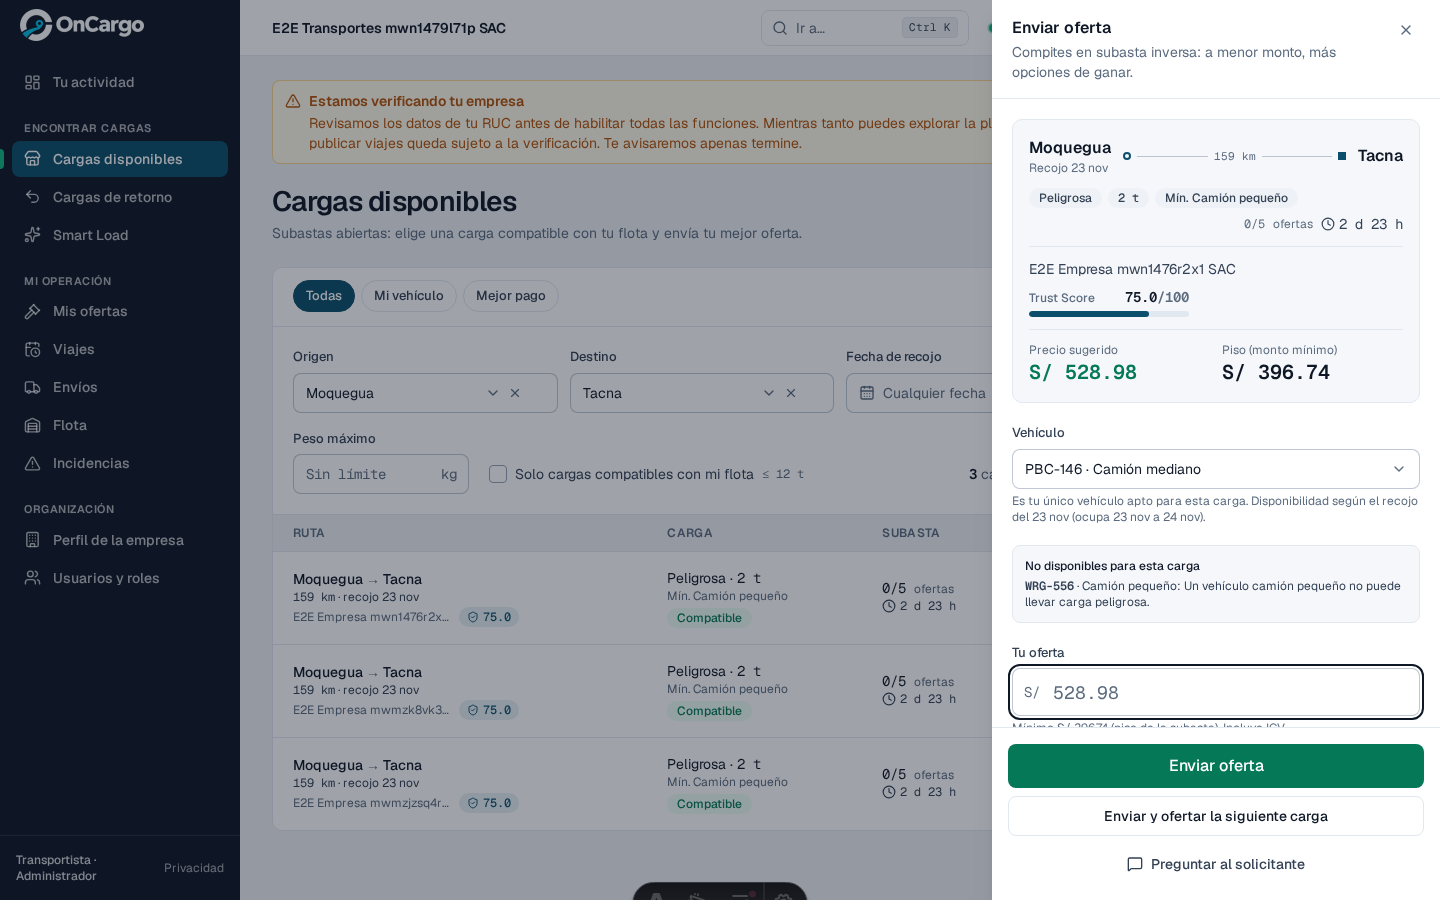 OnCargo
Tu actividad
ENCONTRAR CARGAS
Cargas disponibles
Cargas de retorno
Smart Load
MI OPERACIÓN
Mis ofertas
Viajes
Envíos
Flota
Incidencias
ORGANIZACIÓN
Perfil de la empresa
Usuarios y roles
Transportista ·
Administrador
Privacidad
E2E Transportes mwn1479l71p SAC
Ir a...
Ctrl K
Estamos verificando tu empresa
Revisamos los datos de tu RUC antes de habilitar todas las funciones. Mientras tanto puedes explorar la
publicar viajes queda sujeto a la verificación. Te avisaremos apenas termine.
Cargas disponibles
Subastas abiertas: elige una carga compatible con tu flota y envía tu mejor oferta.
Todas
Mi vehículo
Mejor pago
Origen
Destino
Fecha de recojo
Moquegua
Tacna
Cualquier fecha
Peso máximo
Sin límite kg
Solo cargas compatibles con mi flota ≤ 12 t
3
RUTA
CARGA
SUBASTA
Moquegua → Tacna
159 km · recojo 23 nov
E2E Empresa mwn1476r2x... 75.0
Peligrosa · 2 t
Mín. Camión pequeño
Compatible
0/5 ofertas
2 d 23 h
Moquegua → Tacna
159 km · recojo 23 nov
E2E Empresa mwmzk8vk3... 75.0
Peligrosa · 2 t
Mín. Camión pequeño
Compatible
0/5 ofertas
2 d 23 h
Moquegua → Tacna
159 km · recojo 23 nov
E2E Empresa mwmzjzsq4r... 75.0
Peligrosa · 2 t
Mín. Camión pequeño
Compatible
0/5 ofertas
2 d 23 h
Enviar oferta
Compites en subasta inversa: a menor monto, más
opciones de ganar.
Moquegua
Recojo 23 nov
159 km
Tacna
Peligrosa
2 t
Mín. Camión pequeño
0/5 ofertas 2 d 23 h
E2E Empresa mwn1476r2x1 SAC
Trust Score 75.0/100
Precio sugerido
S/ 528.98
Piso (monto mínimo)
S/ 396.74
Vehículo
PBC-146 · Camión mediano
Es tu único vehículo apto para esta carga. Disponibilidad según el recojo
del 23 nov (ocupa 23 nov a 24 nov).
No disponibles para esta carga
WRG-556 · Camión pequeño: Un vehículo camión pequeño no puede
llevar carga peligrosa.
Tu oferta
S/ 528.98
Mínimo S/ 396.74 (piso de la subasta). Incluye IGV.
Enviar oferta
Enviar y ofertar la siguiente carga
Preguntar al solicitante